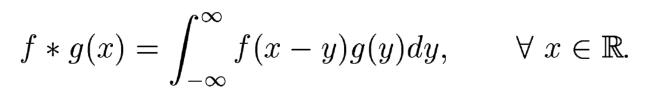 f ∗ g(x) = ∫_{-∞}^{∞} f(x − y)g(y)dy, ∀ x ∈ ℝ.